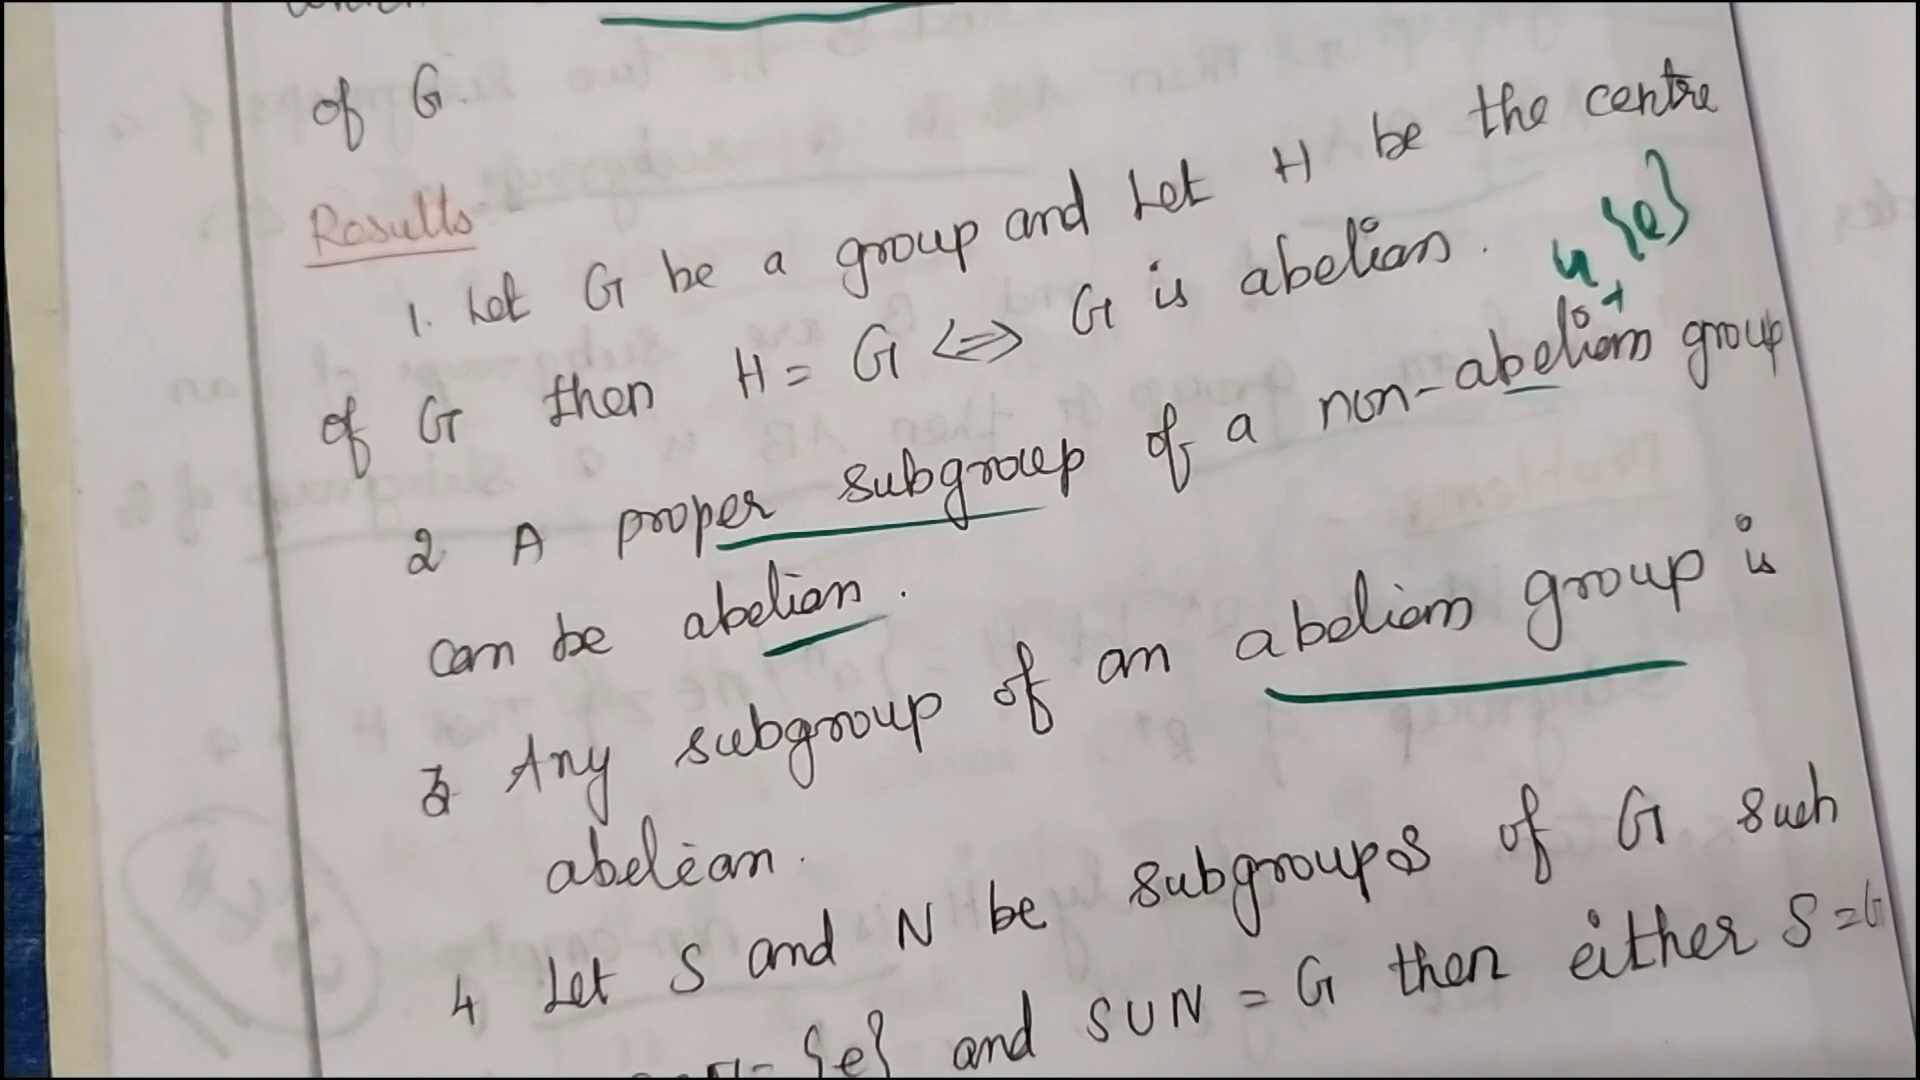 of G.
Results
1. Let G be a group and Let H be the centre
of G then H = G <=> G is abelian.
{e}
2 A proper subgroup of a non-abelian group
can be abelian.
3 Any subgroup of an abelian group is
abelian.
4 Let S and N be subgroups of G such
= {e} and SUN = G then either S = G